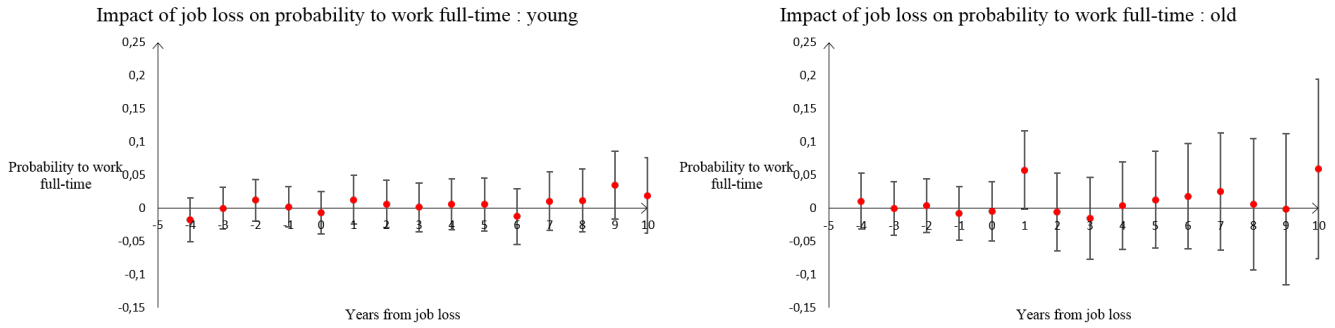 Impact of job loss on probability to work full-time : young
0,25
0,2
0,15
0,1
Probability to work
full-time
0,05
0
-5 -4 -3 -2 -1 0 1 2 3 4 5 6 7 8 9 10
-0,05
-0,1
-0,15
Years from job loss
Impact of job loss on probability to work full-time : old
0,25
0,2
0,15
0,1
Probability to work
full-time
0,05
0
-5 -4 -3 -2 -1 0 1 2 3 4 5 6 7 8 9 10
-0,05
-0,1
-0,15
Years from job loss